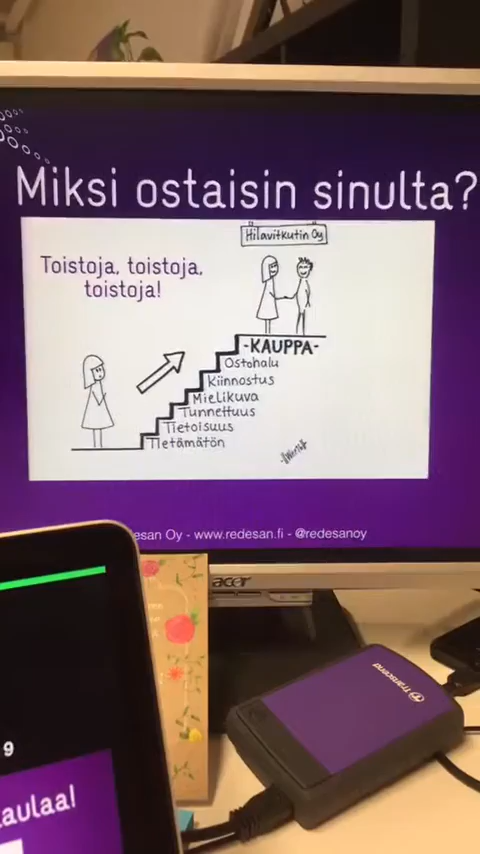 Miksi ostaisin sinulta?
Hilavitkutin Oy
Toistoja, toistoja,
toistoja!
-KAUPPA-
Ostohalu
Kiinnostus
Mielikuva
Tunnettuus
Tietoisuus
Tietämätön
esan Oy - www.redesan.fi - @redesanoy
acer
Transcend
9
aulaa!